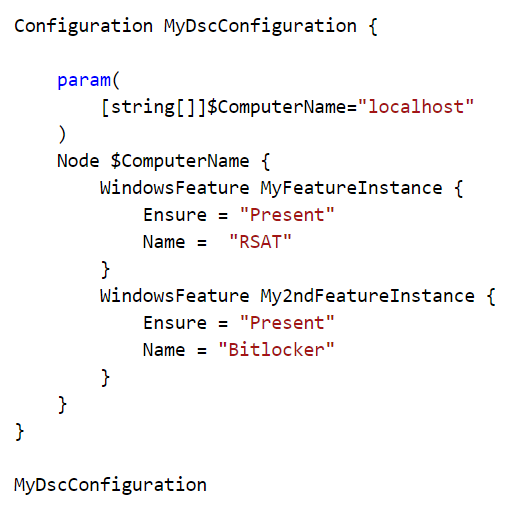 Configuration MyDscConfiguration {

    param(
        [string[]]$ComputerName="localhost"
    )
    Node $ComputerName {
        WindowsFeature MyFeatureInstance {
            Ensure = "Present"
            Name =  "RSAT"
        }
        WindowsFeature My2ndFeatureInstance {
            Ensure = "Present"
            Name = "Bitlocker"
        }
    }
}

MyDscConfiguration